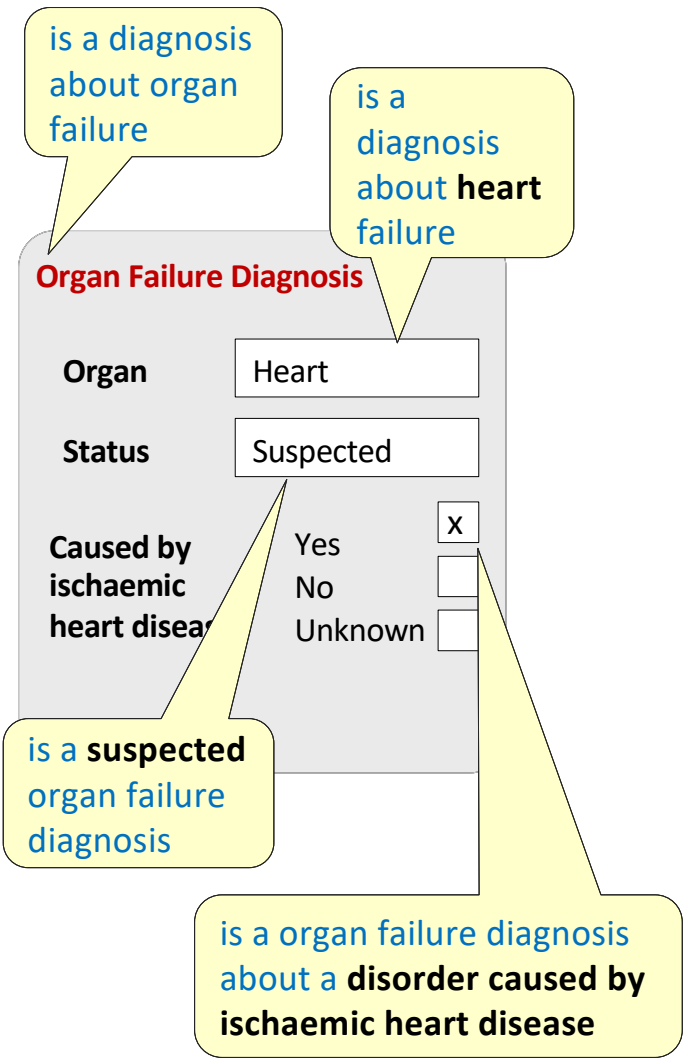 is a diagnosis
about organ
failure
is a
diagnosis
about heart
failure
Organ Failure Diagnosis
Organ Heart
Status Suspected
Caused by
ischaemic
heart diseas
Yes x
No
Unknown
is a suspected
organ failure
diagnosis
is a organ failure diagnosis
about a disorder caused by
ischaemic heart disease